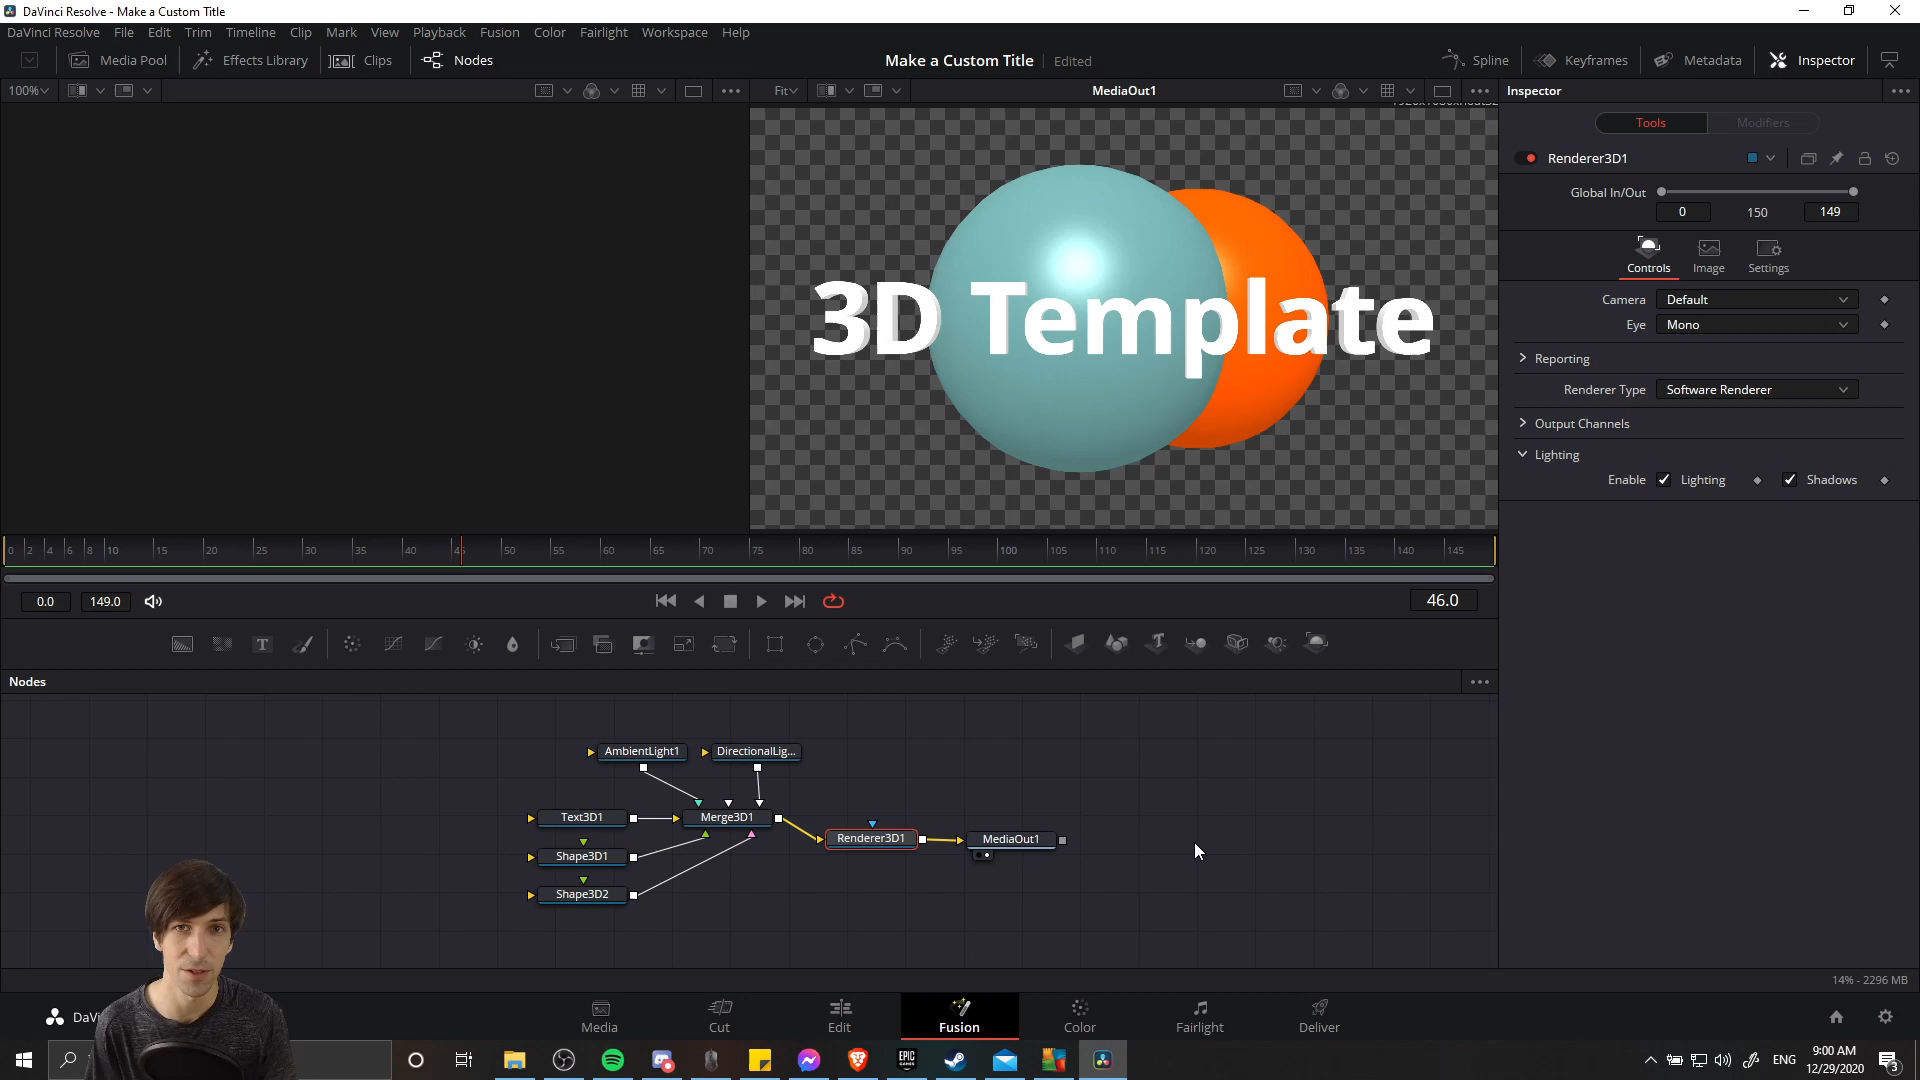 DaVinci Resolve - Make a Custom Title
DaVinci Resolve File Edit Trim Timeline Clip Mark View Playback Fusion Color Fairlight Workspace Help
Media Pool Effects Library Clips Nodes Make a Custom Title Edited Spline Keyframes Metadata Inspector
100% Fit MediaOut1 Inspector
Tools Modifiers
Renderer3D1
Global In/Out
0 150 149
Controls Image Settings
Camera Default
Eye Mono
Reporting
Renderer Type Software Renderer
Output Channels
Lighting
Enable Lighting Shadows
3D Template
0 2 4 6 8 10 15 20 25 30 35 40 45 50 55 60 65 70 75 80 85 90 95 100 105 110 115 120 125 130 135 140 145
0.0 149.0 46.0
Nodes
AmbientLight1 DirectionalLig...
Text3D1 Merge3D1
Renderer3D1 MediaOut1
Shape3D1
Shape3D2
14% - 2296 MB
Media Cut Edit Fusion Color Fairlight Deliver
EPIC GAMES
ENG
9:00 AM
12/29/2020
3